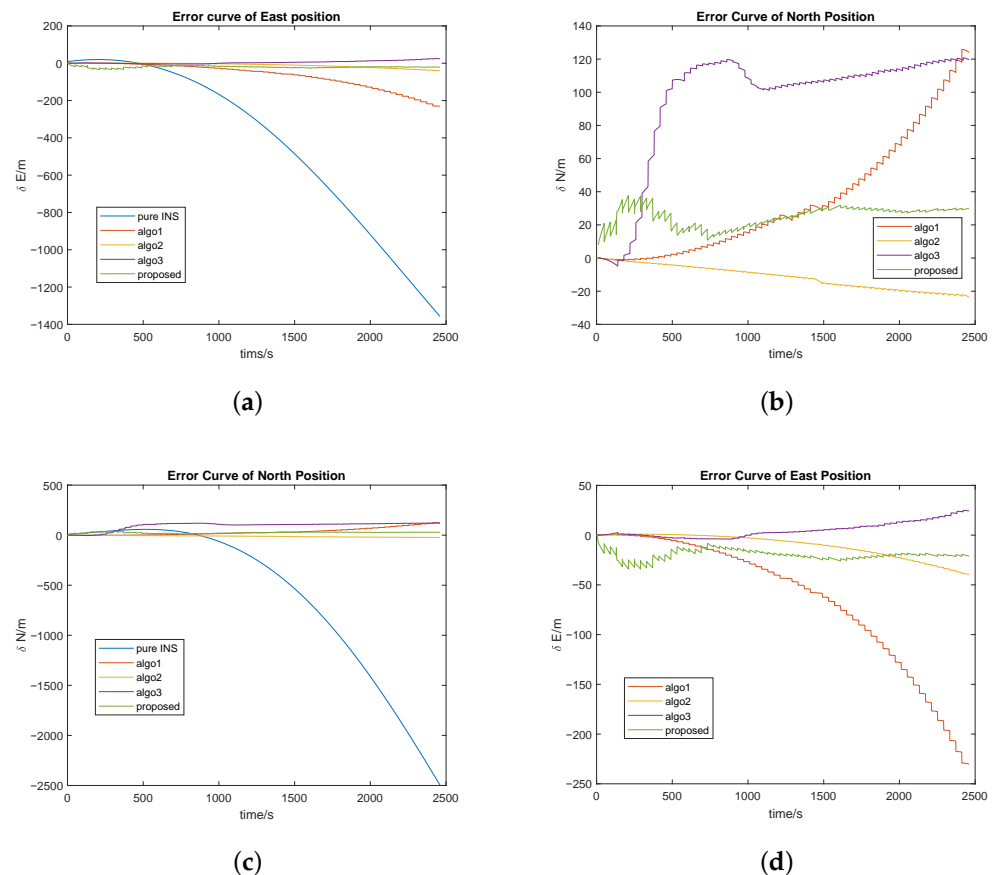 Error curve of East position
200
0
−200
−400
−600
−800
−1000
−1200
−1400
δ E/m
pure INS
algo1
algo2
algo3
proposed
0
500
1000
1500
2000
2500
tims/s
(a)
Error Curve of North Position
140
120
100
80
60
40
20
0
−20
−40
δ N/m
algo1
algo2
algo3
proposed
0
500
1000
1500
2000
2500
time/s
(b)
Error Curve of North Position
500
0
−500
−1000
−1500
−2000
−2500
δ N/m
pure INS
algo1
algo2
algo3
proposed
0
500
1000
1500
2000
2500
time/s
(c)
Error Curve of East Position
50
0
−50
−100
−150
−200
−250
δ E/m
algo1
algo2
algo3
proposed
0
500
1000
1500
2000
2500
time/s
(d)